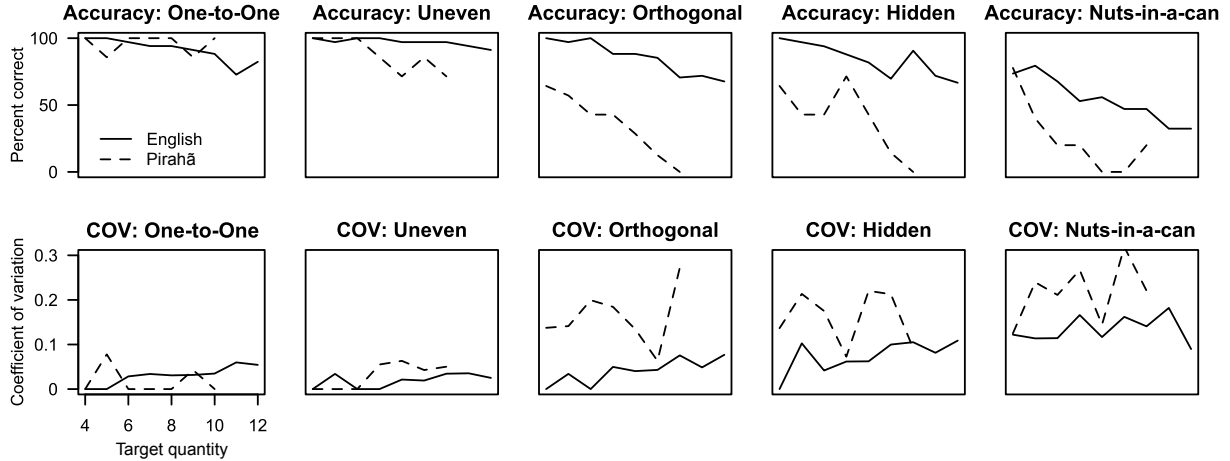 Accuracy: One-to-One
Accuracy: Uneven
Accuracy: Orthogonal
Accuracy: Hidden
Accuracy: Nuts-in-a-can
Percent correct
100
50
0
English
Pirahã
COV: One-to-One
COV: Uneven
COV: Orthogonal
COV: Hidden
COV: Nuts-in-a-can
Coefficient of variation
0.3
0.2
0.1
0
4 6 8 10 12
Target quantity